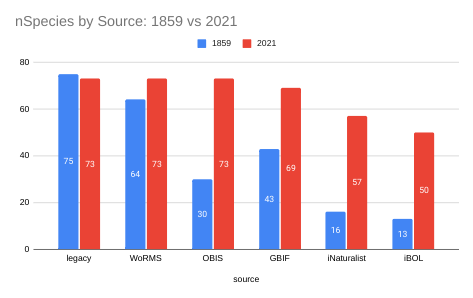 nSpecies by Source: 1859 vs 2021
1859 2021
80
60
40
20
0
75 73 64 73 30 73 43 69 16 57 13 50
legacy WoRMS OBIS GBIF iNaturalist iBOL
source